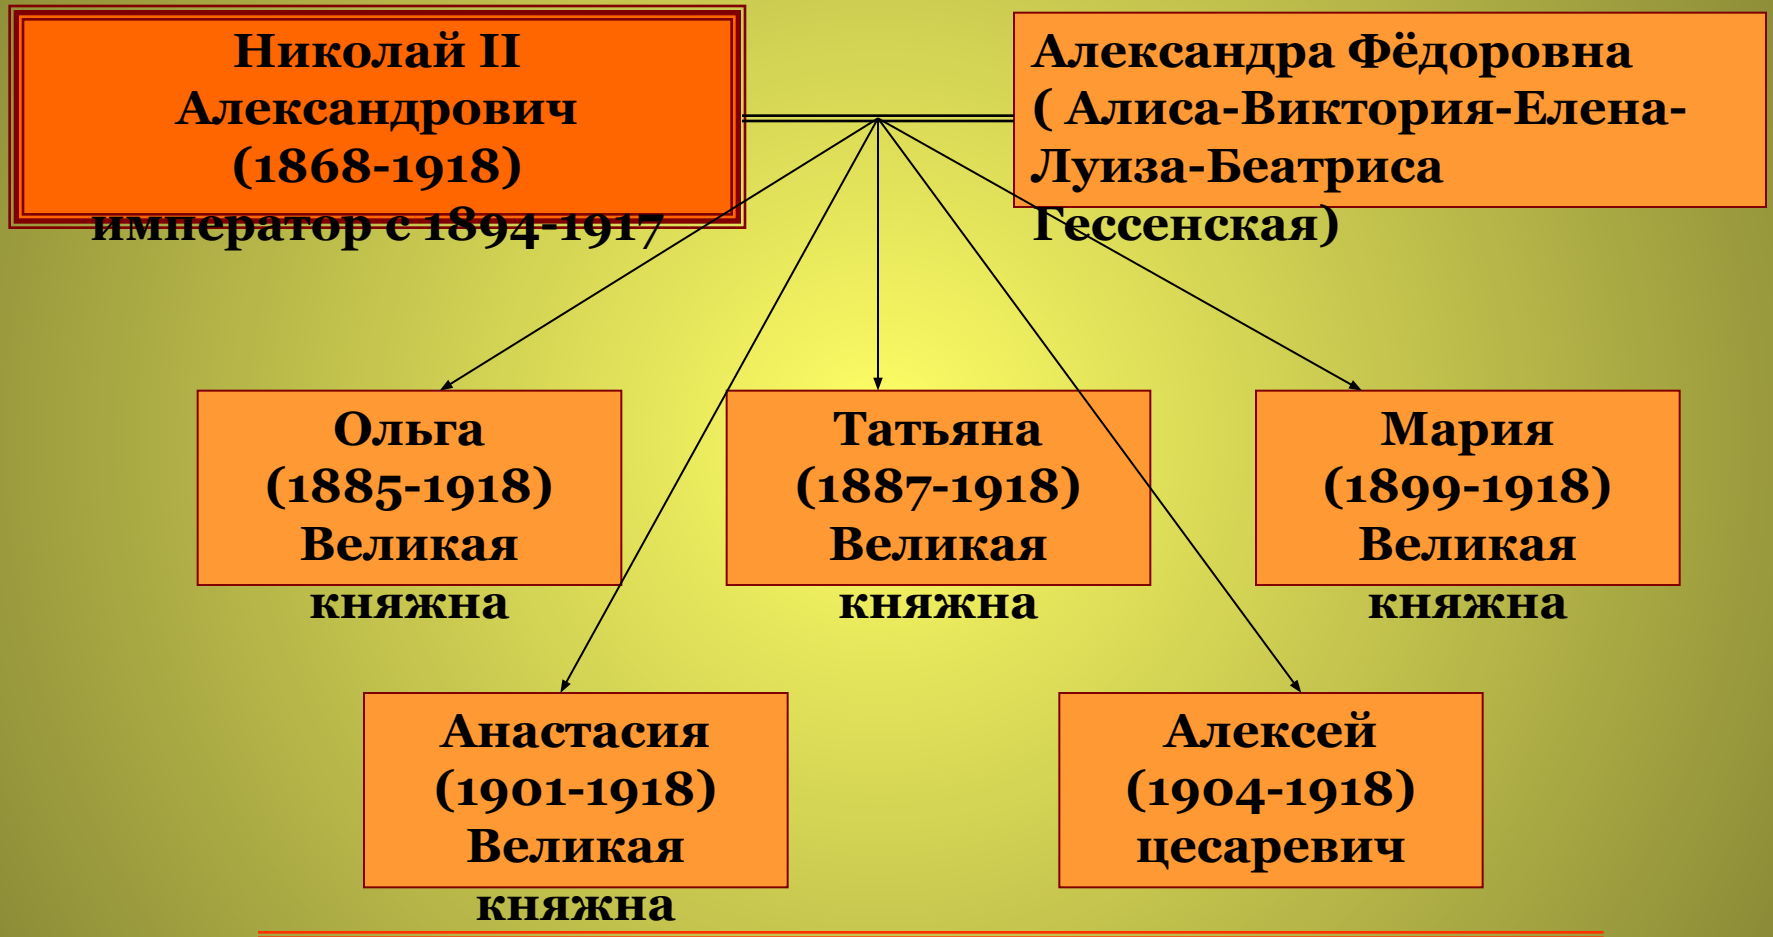 Николай II
Александрович
(1868-1918)
император с 1894-1917
Александра Фёдоровна
( Алиса-Виктория-Елена-
Луиза-Беатриса
Гессенская)
Ольга
(1885-1918)
Великая
княжна
Татьяна
(1887-1918)
Великая
княжна
Мария
(1899-1918)
Великая
княжна
Анастасия
(1901-1918)
Великая
княжна
Алексей
(1904-1918)
цесаревич